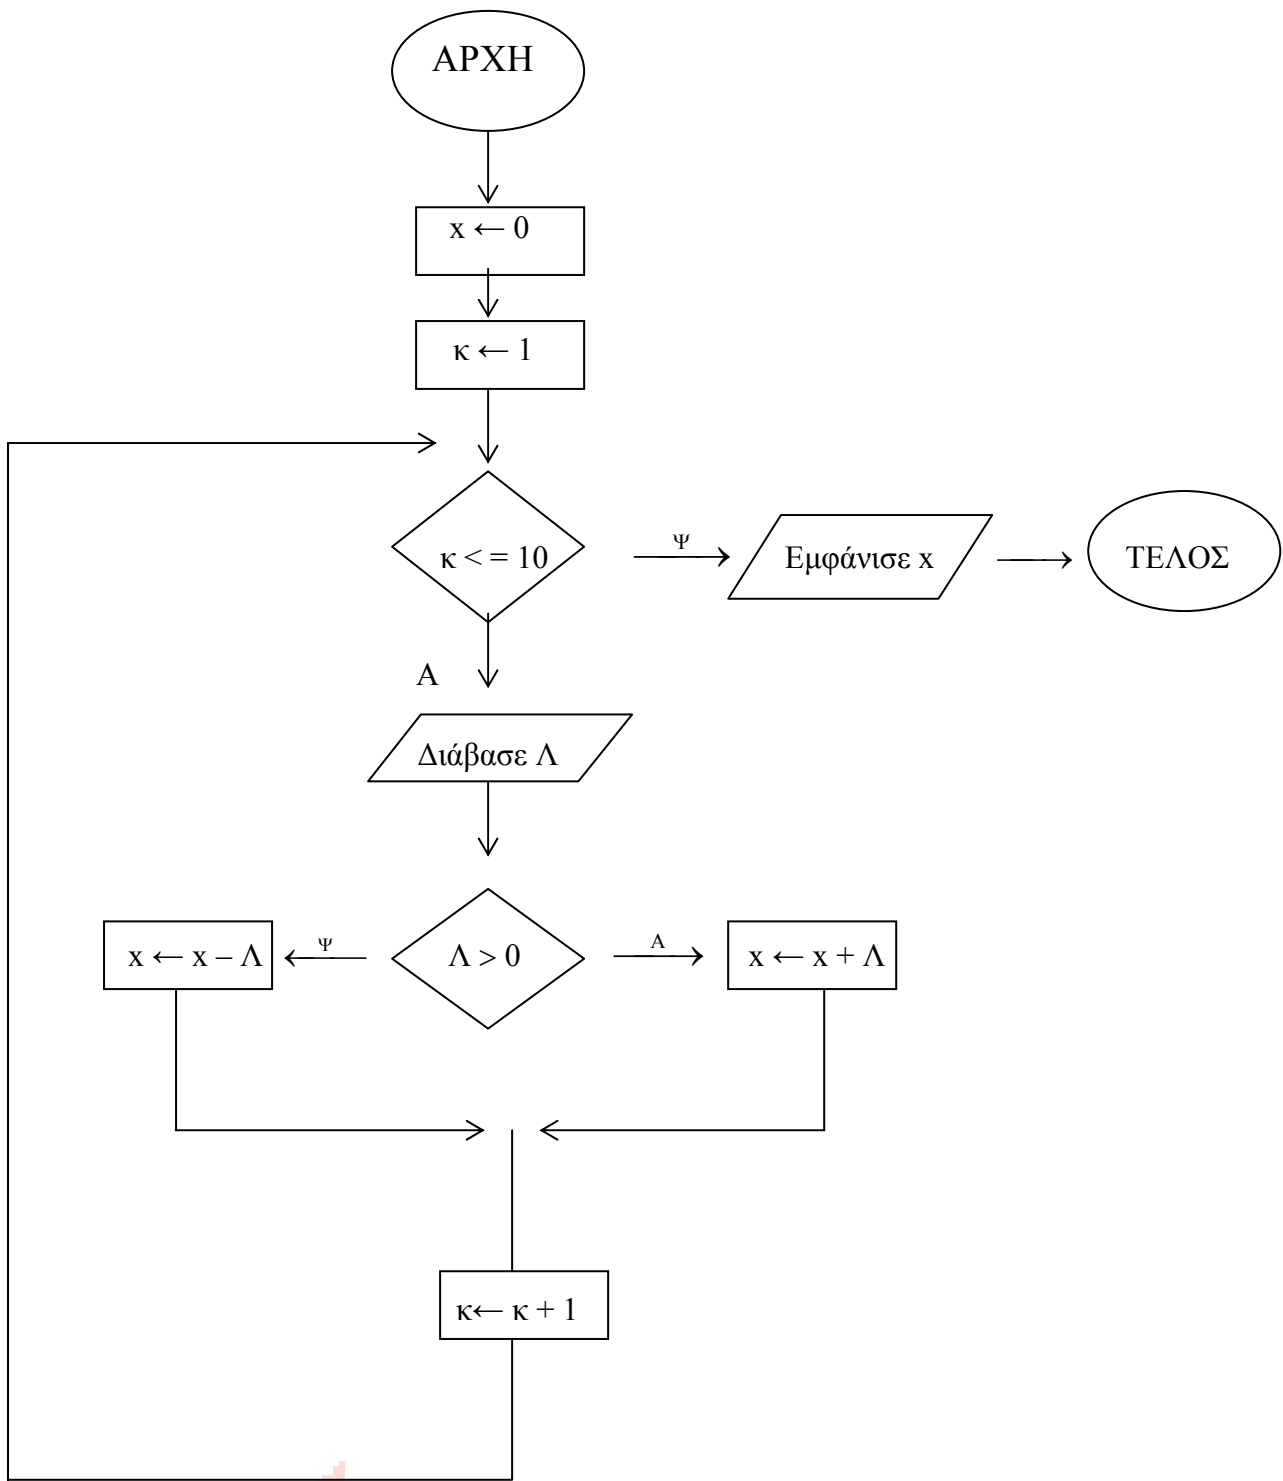 ΑΡΧΗ
x ← 0
κ ← 1
κ < = 10
Ψ
Εμφάνισε x
ΤΕΛΟΣ
Α
Διάβασε Λ
x ← x – Λ
Ψ
Λ > 0
Α
x ← x + Λ
κ← κ + 1